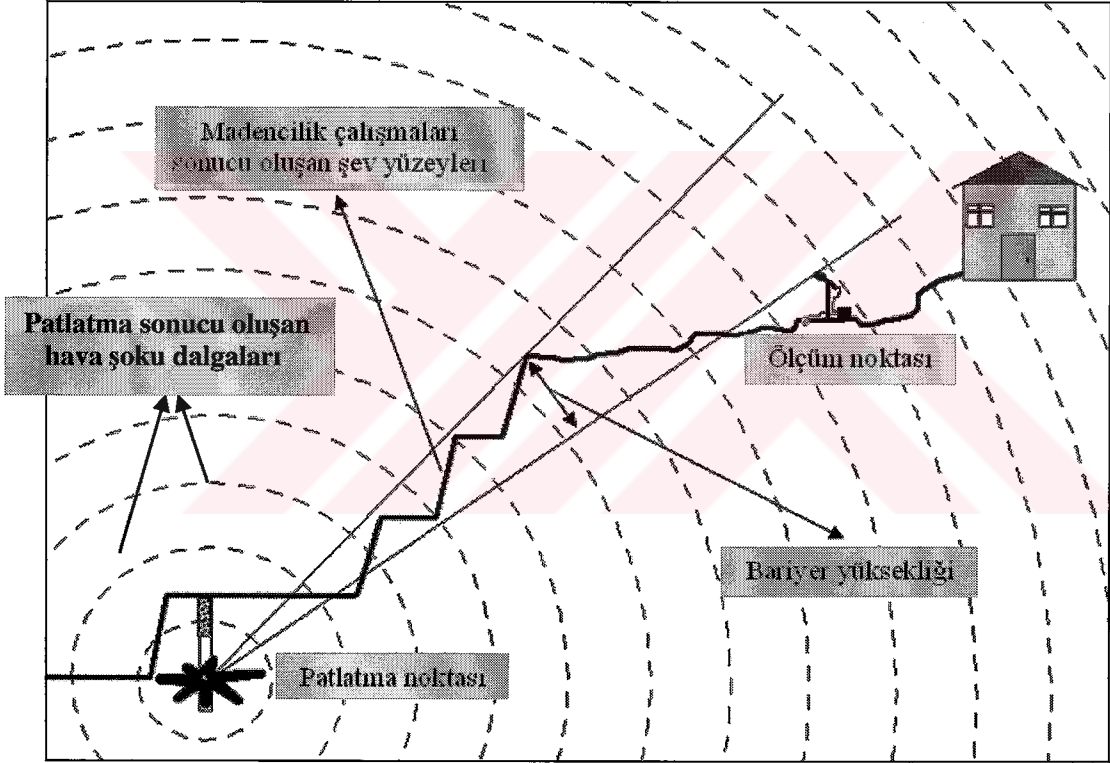 Madencilik çalışmaları
sonucu oluşan şev yüzeyleri
Patlatma sonucu oluşan
hava şoku dalgaları
Ölçüm noktası
Bariyer yüksekliği
Patlatma noktası